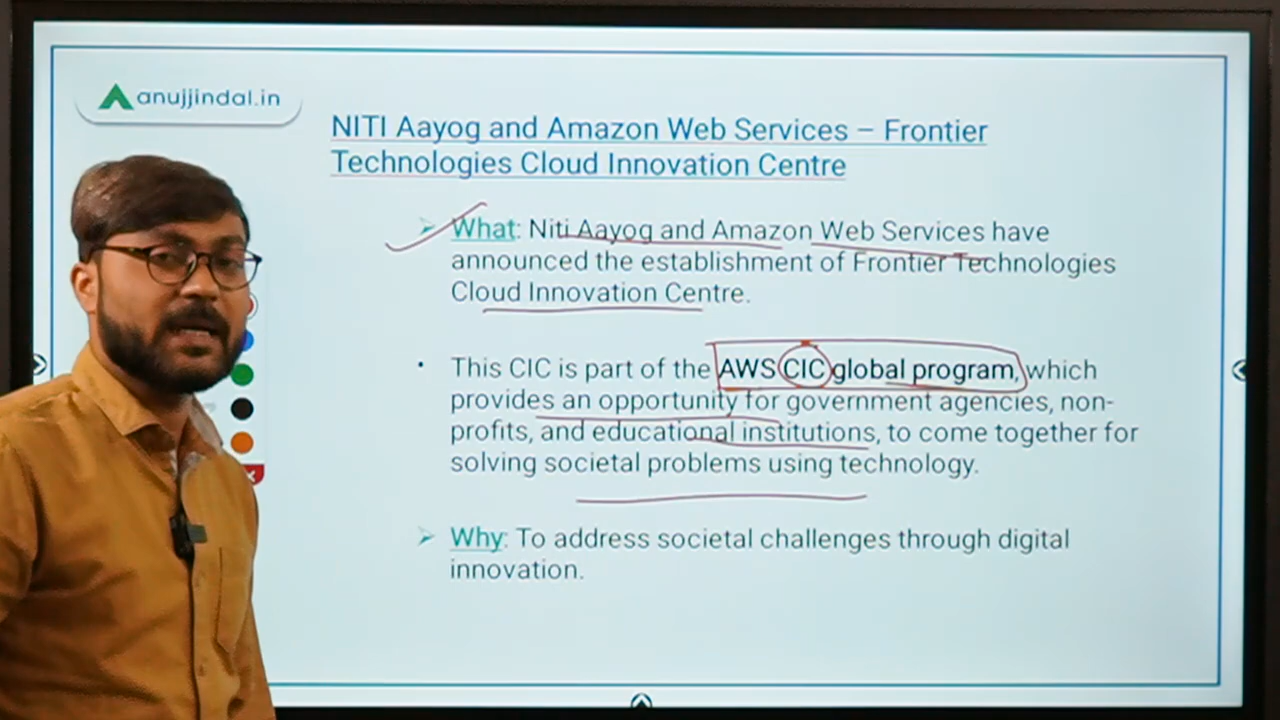 anujjindal.in
NITI Aayog and Amazon Web Services – Frontier
Technologies Cloud Innovation Centre
What: Niti Aayog and Amazon Web Services have
announced the establishment of Frontier Technologies
Cloud Innovation Centre.
This CIC is part of the AWS CIC global program, which
provides an opportunity for government agencies, non-
profits, and educational institutions, to come together for
solving societal problems using technology.
Why: To address societal challenges through digital
innovation.